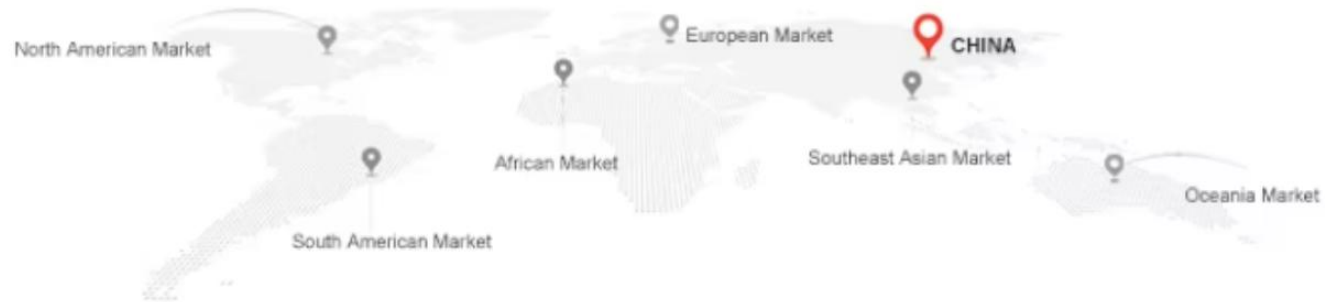 European Market
CHINA
North American Market
African Market
Southeast Asian Market
Oceania Market
South American Market